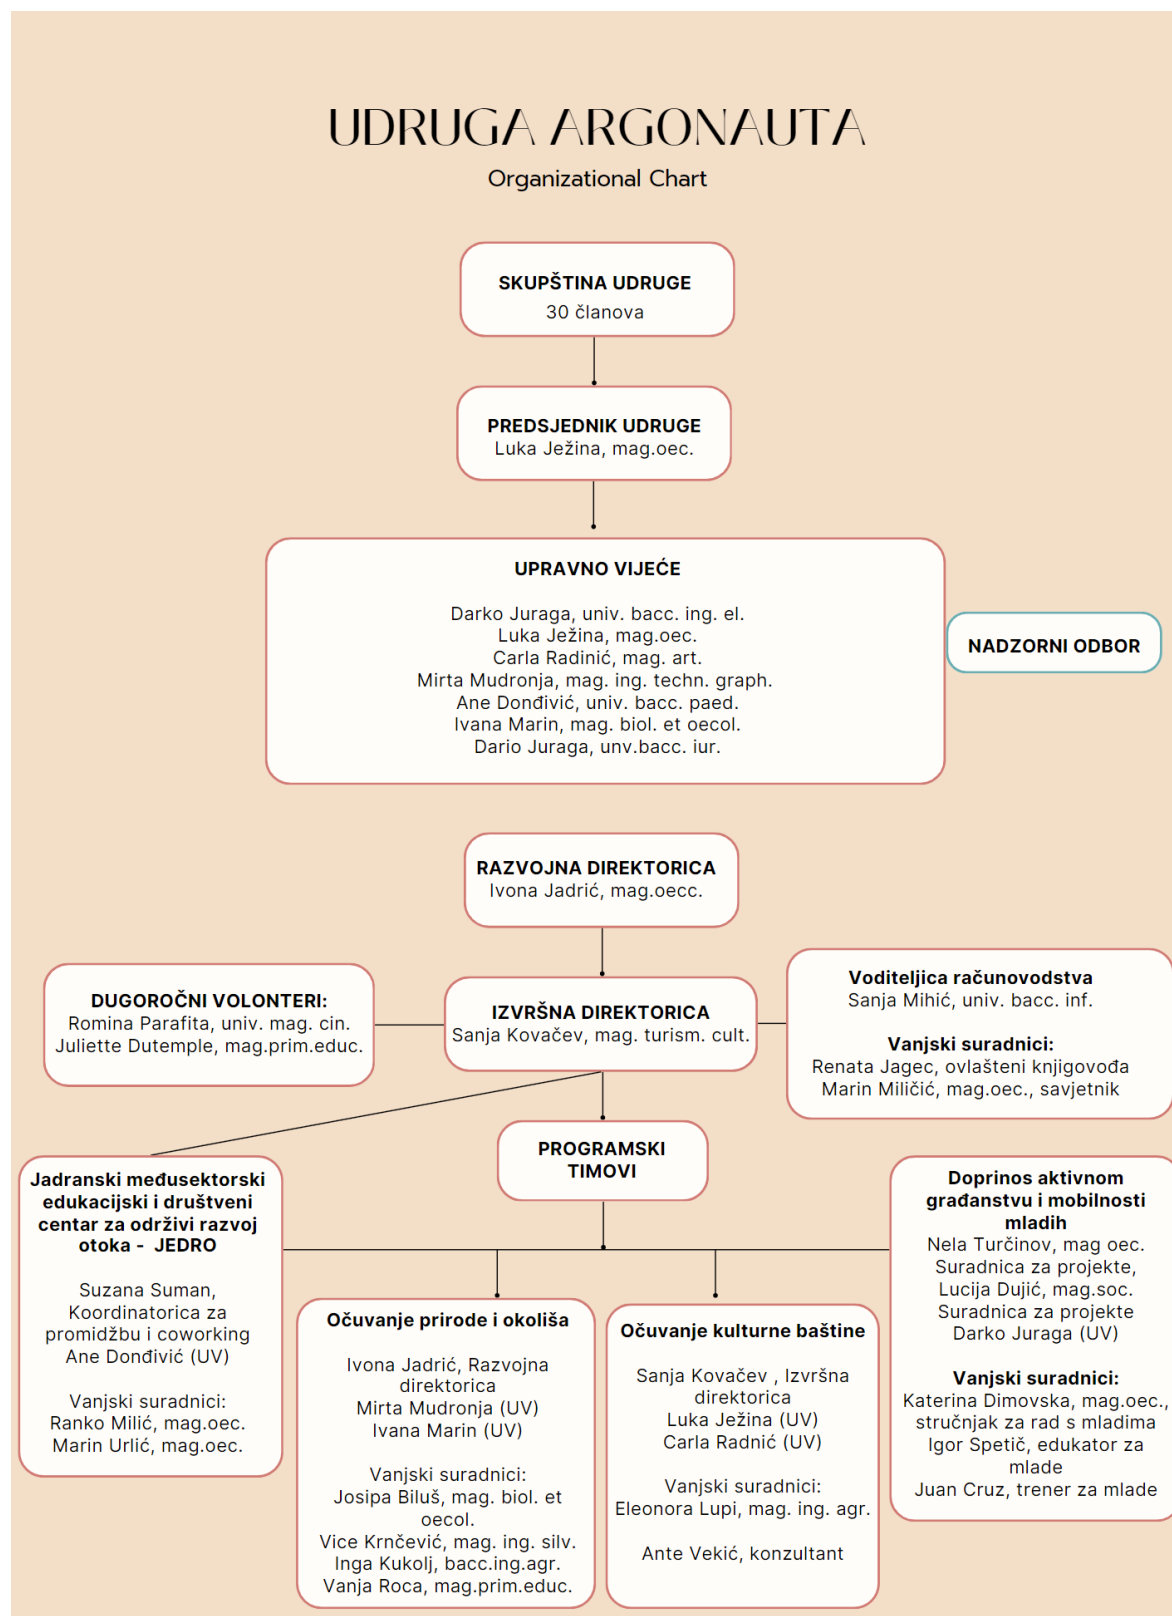 UDRUGA ARGONAUTA
Organizational Chart
SKUPŠTINA UDRUGE
30 članova
PREDSJEDNIK UDRUGE
Luka Ježina, mag.oec.
UPRAVNO VIJEĆE
Darko Juraga, univ. bacc. ing. el.
Luka Ježina, mag.oec.
Carla Radinić, mag. art.
Mirta Mudronja, mag. ing. techn. graph.
Ane Donđivić, univ. bacc. paed.
Ivana Marin, mag. biol. et oecol.
Dario Juraga, unv.bacc. iur.
NADZORNI ODBOR
RAZVOJNA DIREKTORICA
Ivona Jadrić, mag.oecc.
DUGOROČNI VOLONTERI:
Romina Parafita, univ. mag. cin.
Juliette Dutemple, mag.prim.educ.
IZVRŠNA DIREKTORICA
Sanja Kovačev, mag. turism. cult.
Voditeljica računovodstva
Sanja Mihić, univ. bacc. inf.
Vanjski suradnici:
Renata Jagec, ovlašteni knjigovođa
Marin Miličić, mag.oec., savjetnik
PROGRAMSKI
TIMOVI
Jadranski međusektorski
edukacijski i društveni
centar za održivi razvoj
otoka - JEDRO
Suzana Suman,
Koordinatorica za
promidžbu i coworking
Ane Donđivić (UV)
Vanjski suradnici:
Ranko Milić, mag.oec.
Marin Urlić, mag.oec.
Očuvanje prirode i okoliša
Ivona Jadrić, Razvojna
direktorica
Mirta Mudronja (UV)
Ivana Marin (UV)
Vanjski suradnici:
Josipa Biluš, mag. biol. et
oecol.
Vice Krnčević, mag. ing. silv.
Inga Kukolj, bacc.ing.agr.
Vanja Roca, mag.prim.educ.
Očuvanje kulturne baštine
Sanja Kovačev , Izvršna
direktorica
Luka Ježina (UV)
Carla Radnić (UV)
Vanjski suradnici:
Eleonora Lupi, mag. ing. agr.
Ante Vekić, konzultant
Doprinos aktivnom
građanstvu i mobilnosti
mladih
Nela Turčinov, mag oec.
Suradnica za projekte,
Lucija Dujić, mag.soc.
Suradnica za projekte
Darko Juraga (UV)
Vanjski suradnici:
Katerina Dimovska, mag.oec.,
stručnjak za rad s mladima
Igor Spetič, edukator za
mlade
Juan Cruz, trener za mlade